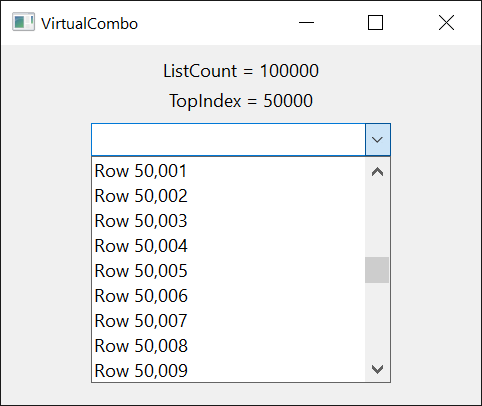 VirtualCombo
ListCount = 100000
TopIndex = 50000
Row 50,001
Row 50,002
Row 50,003
Row 50,004
Row 50,005
Row 50,006
Row 50,007
Row 50,008
Row 50,009